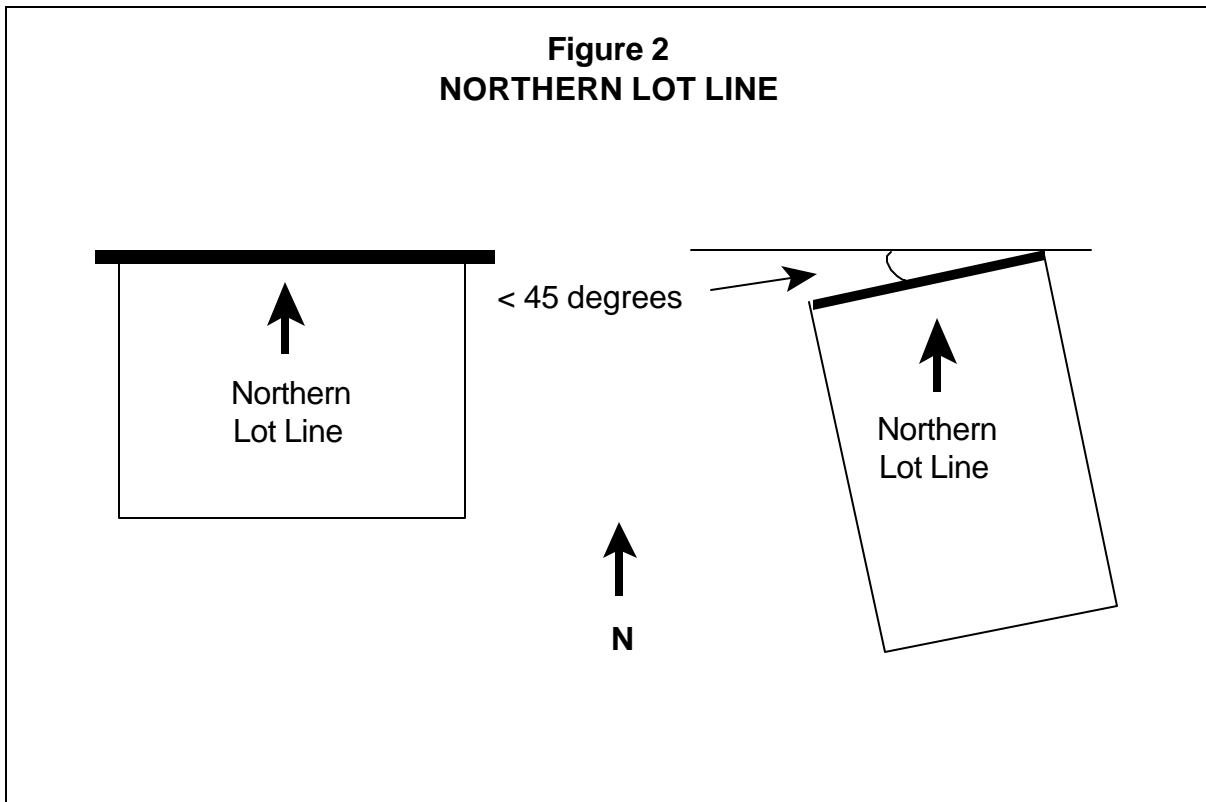 Figure 2
NORTHERN LOT LINE
< 45 degrees
Northern
Lot Line
Northern
Lot Line
N